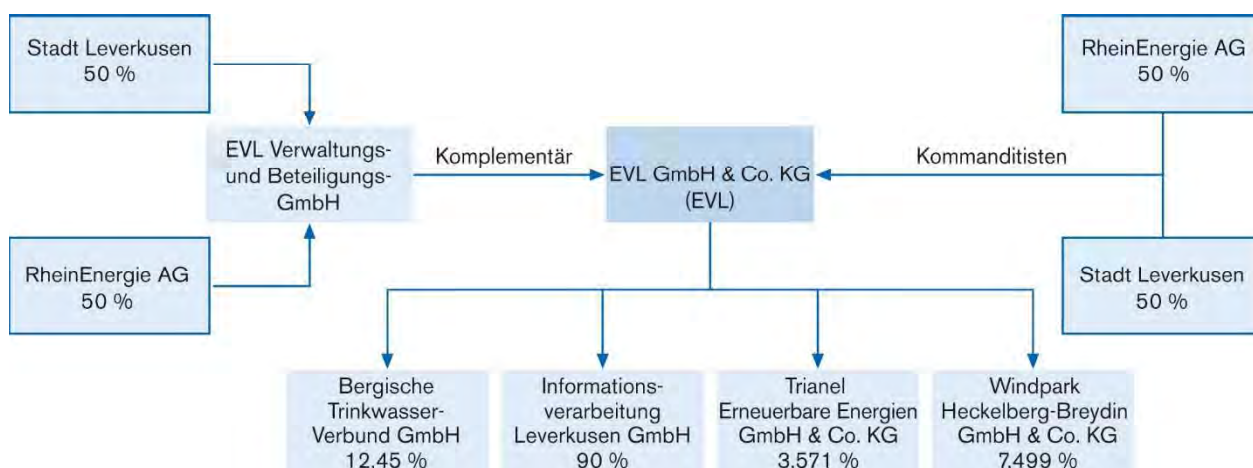 Stadt Leverkusen
50 %
RheinEnergie AG
50 %
EVL Verwaltungs-
und Beteiligungs-
GmbH
Komplementär
EVL GmbH & Co. KG
(EVL)
Kommanditisten
RheinEnergie AG
50 %
Stadt Leverkusen
50 %
Bergische
Trinkwasser-
Verbund GmbH
12,45 %
Informations-
verarbeitung
Leverkusen GmbH
90 %
Trianel
Erneuerbare Energien
GmbH & Co. KG
3,571 %
Windpark
Heckelberg-Breydin
GmbH & Co. KG
7,499 %